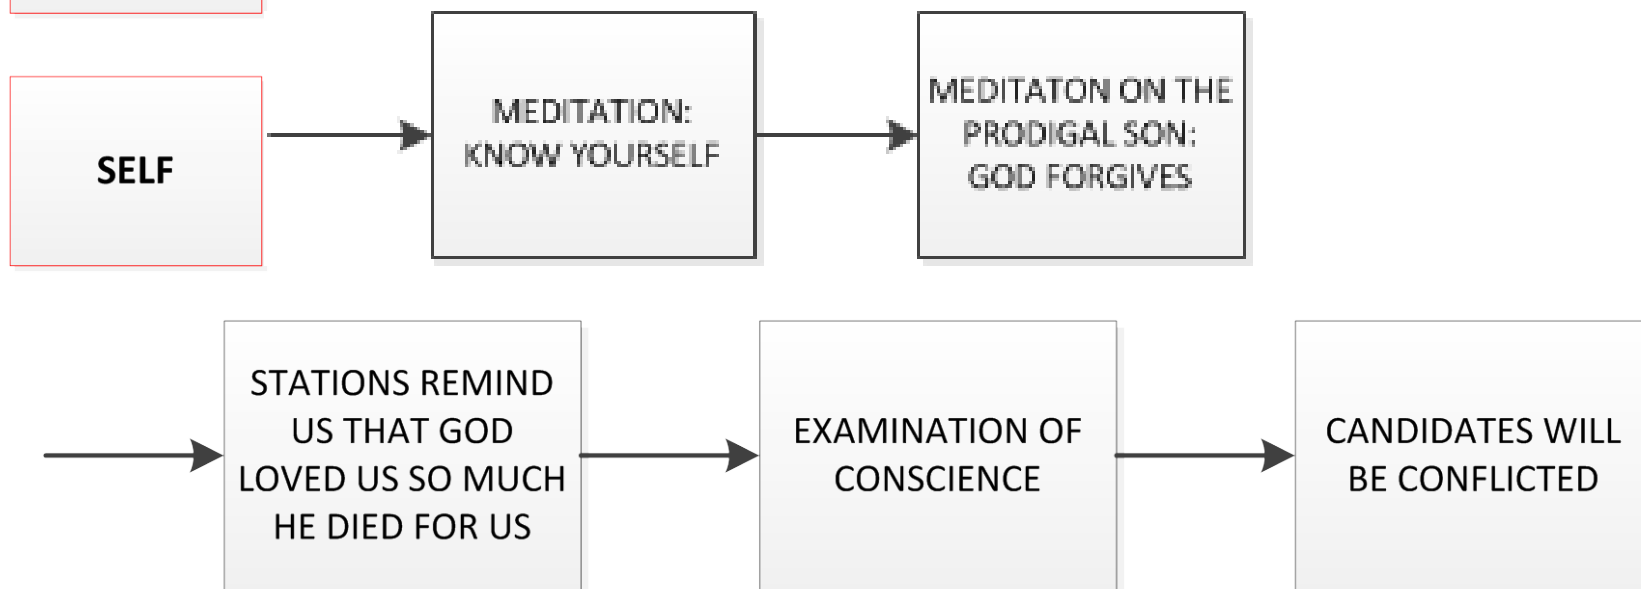 SELF
MEDITATION:
KNOW YOURSELF
MEDITATON ON THE
PRODIGAL SON:
GOD FORGIVES
STATIONS REMIND
US THAT GOD
LOVED US SO MUCH
HE DIED FOR US
EXAMINATION OF
CONSCIENCE
CANDIDATES WILL
BE CONFLICTED